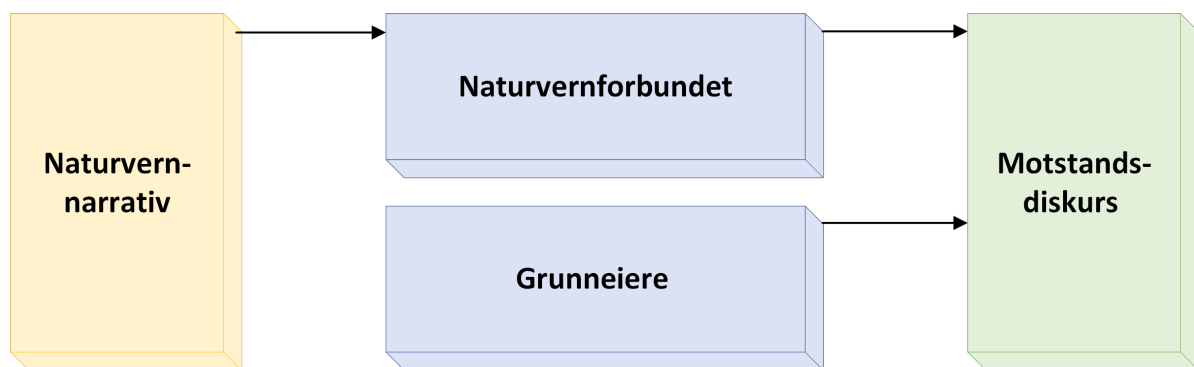 Naturvern-
narrativ
Naturvernforbundet
Grunneiere
Motstands-
diskurs